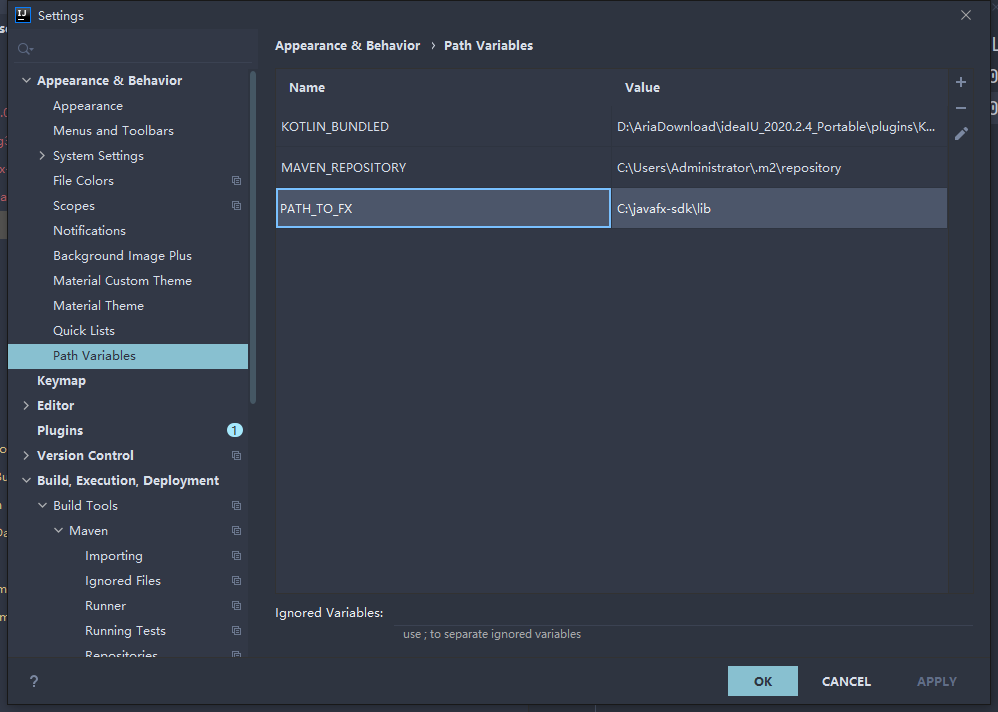 Settings
Appearance & Behavior › Path Variables
Appearance & Behavior
Appearance
Menus and Toolbars
System Settings
File Colors
Scopes
Notifications
Background Image Plus
Material Custom Theme
Material Theme
Quick Lists
Path Variables
Keymap
Editor
Plugins 1
Version Control
Build, Execution, Deployment
Build Tools
Maven
Importing
Ignored Files
Runner
Running Tests
Repositories
Name Value
KOTLIN_BUNDLED D:\AriaDownload\ideaIU_2020.2.4_Portable\plugins\K...
MAVEN_REPOSITORY C:\Users\Administrator\.m2\repository
PATH_TO_FX C:\javafx-sdk\lib
Ignored Variables:
use ; to separate ignored variables
? OK CANCEL APPLY